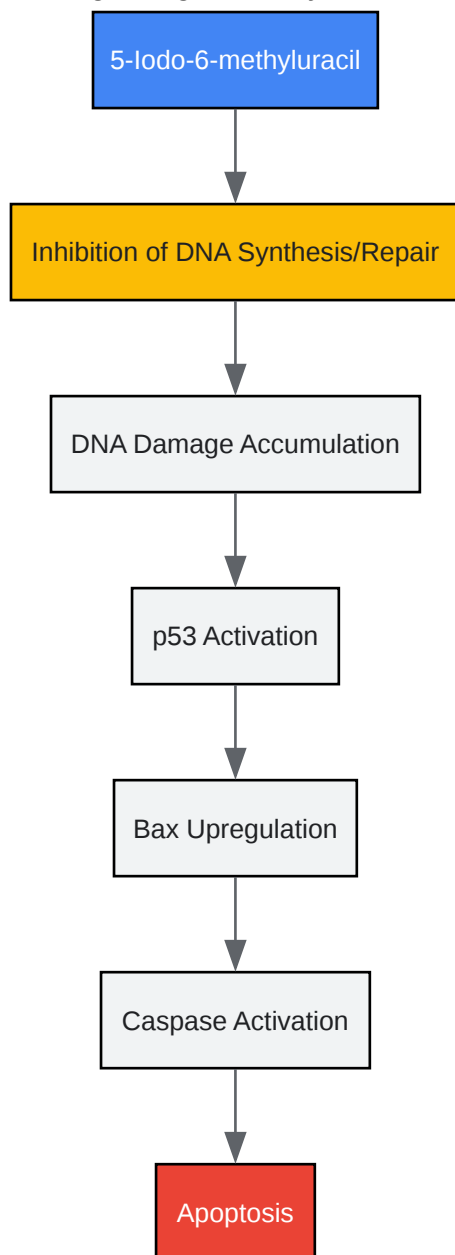 5-Iodo-6-methyluracil
Inhibition of DNA Synthesis/Repair
DNA Damage Accumulation
p53 Activation
Bax Upregulation
Caspase Activation
Apoptosis